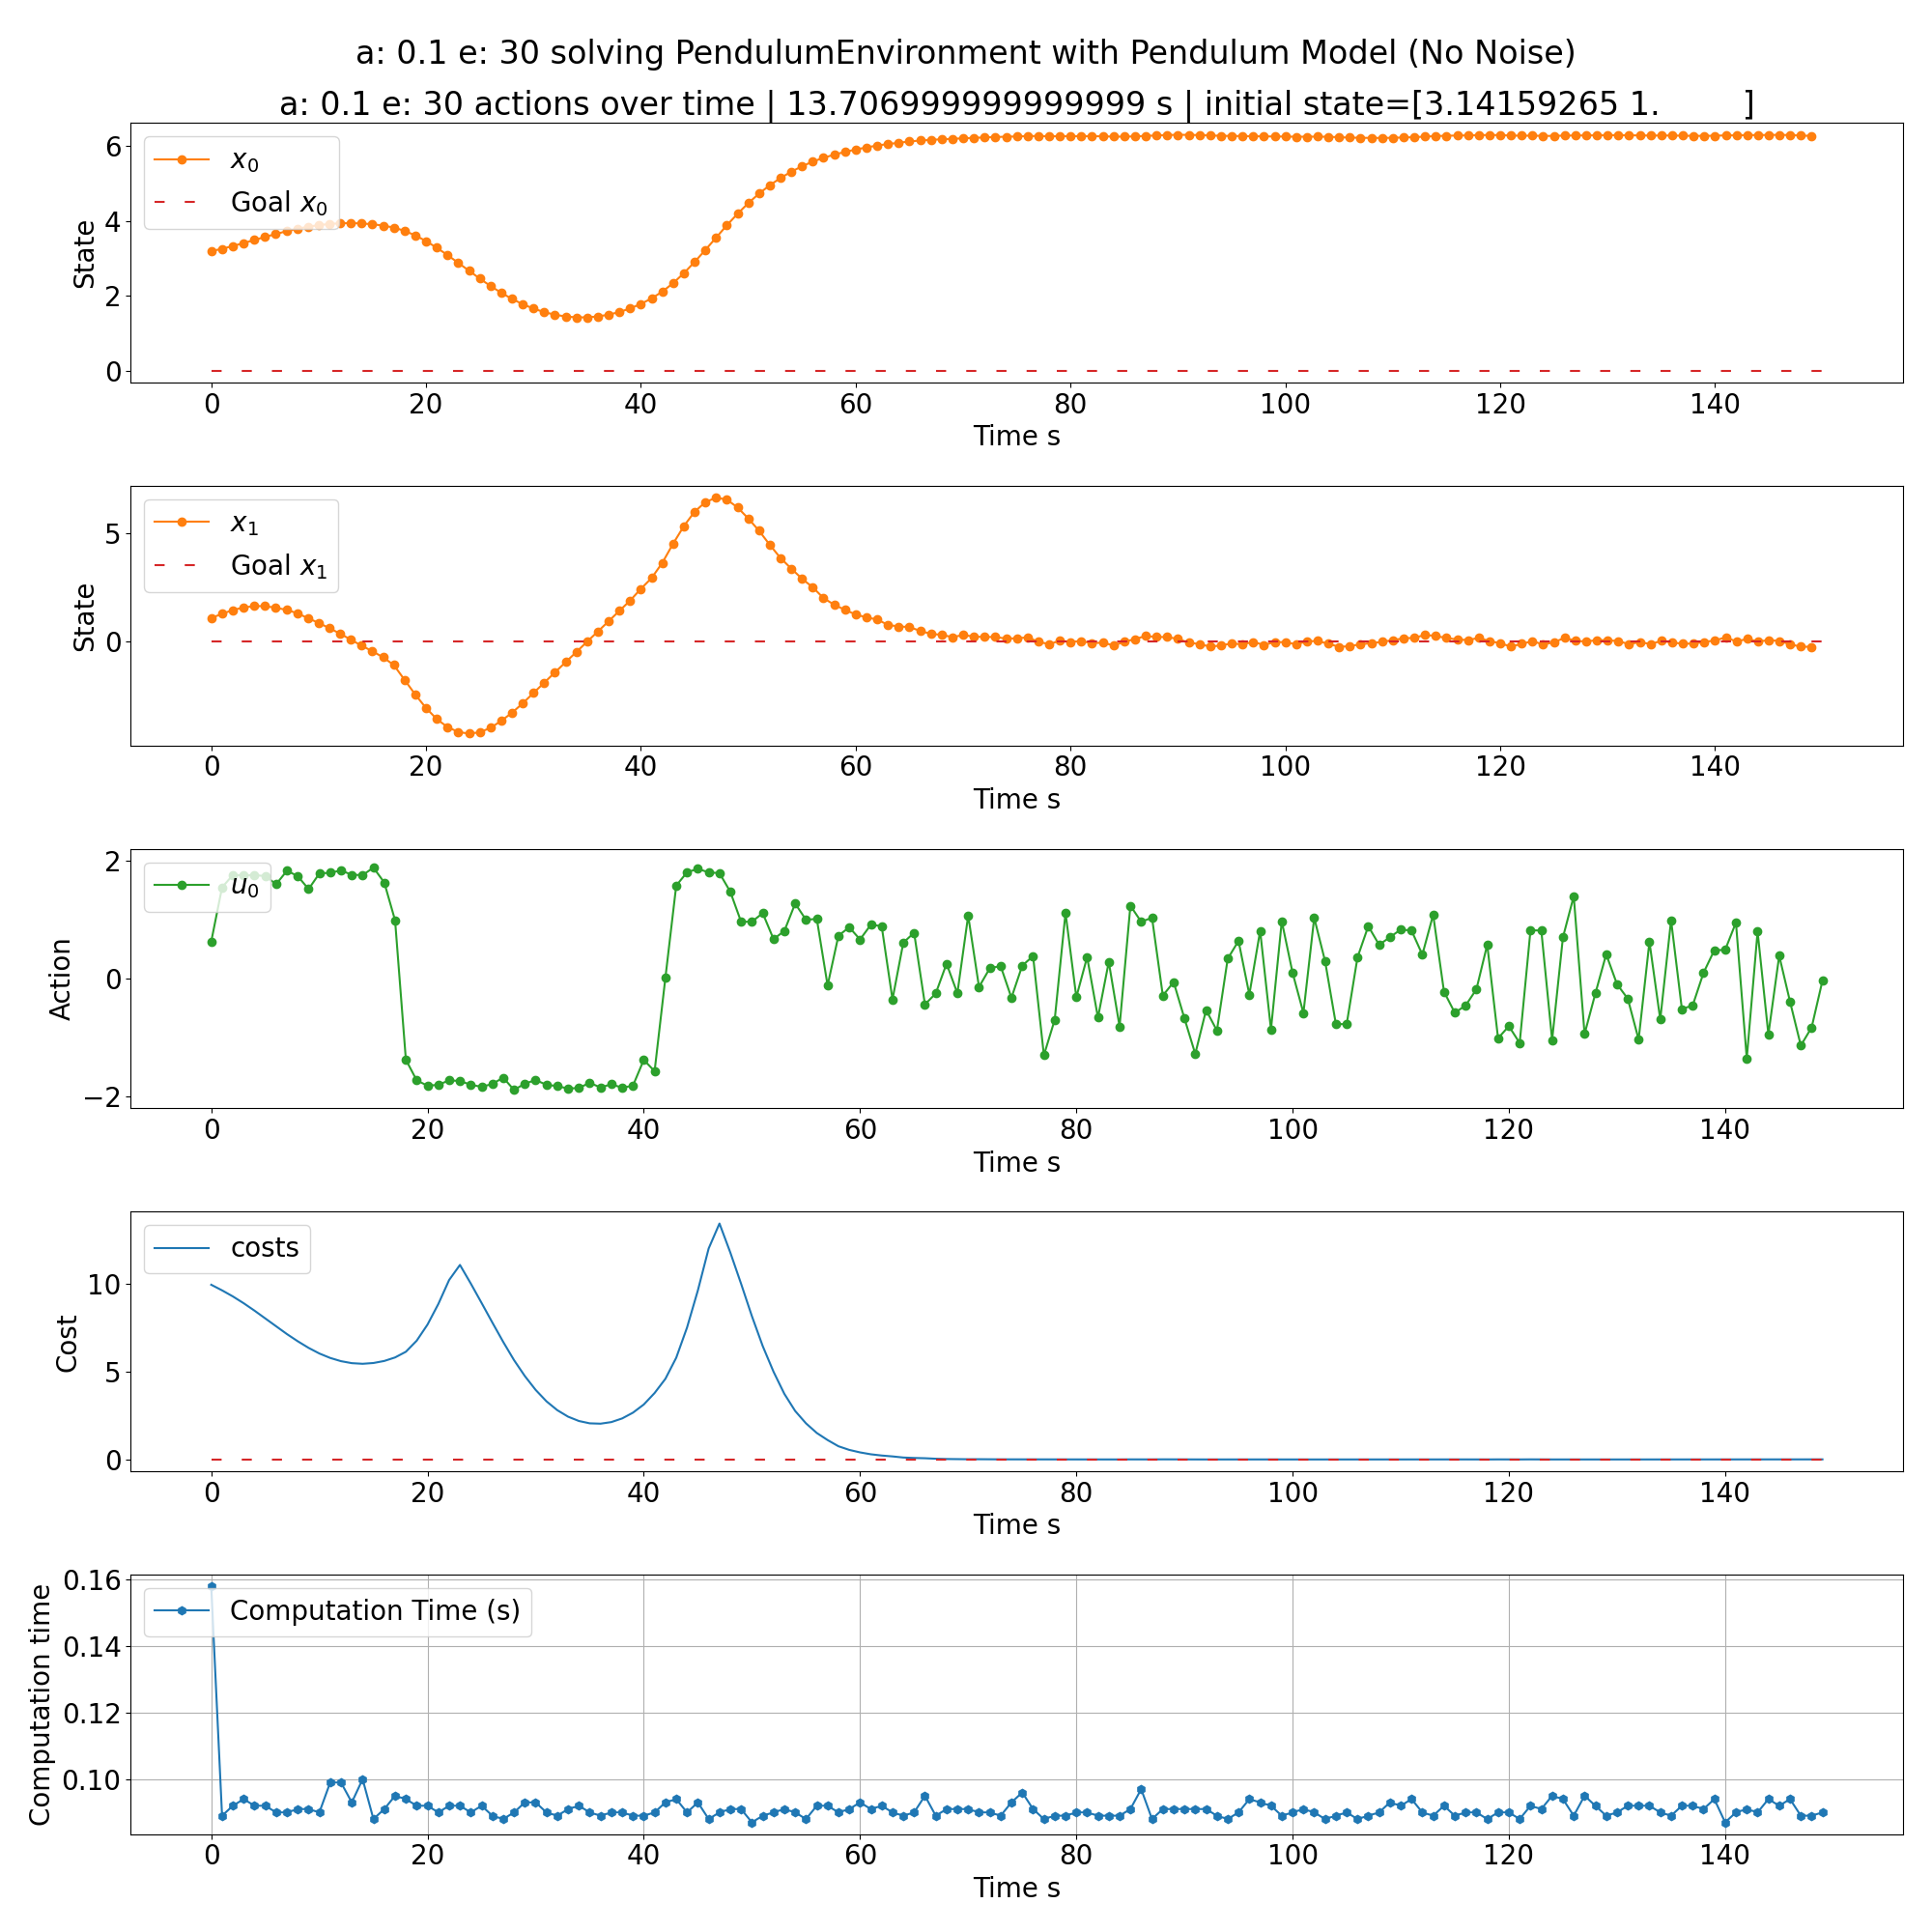 a: 0.1 e: 30 solving PendulumEnvironment with Pendulum Model (No Noise)
a: 0.1 e: 30 actions over time | 13.706999999999999 s | initial state=[3.14159265 1.         ]
6
4
2
0
State
x₀
Goal x₀
0 20 40 60 80 100 120 140
Time s
5
0
State
x₁
Goal x₁
0 20 40 60 80 100 120 140
Time s
2
0
−2
Action
u₀
0 20 40 60 80 100 120 140
Time s
10
5
0
Cost
costs
0 20 40 60 80 100 120 140
Time s
0.16
0.14
0.12
0.10
Computation time
Computation Time (s)
0 20 40 60 80 100 120 140
Time s